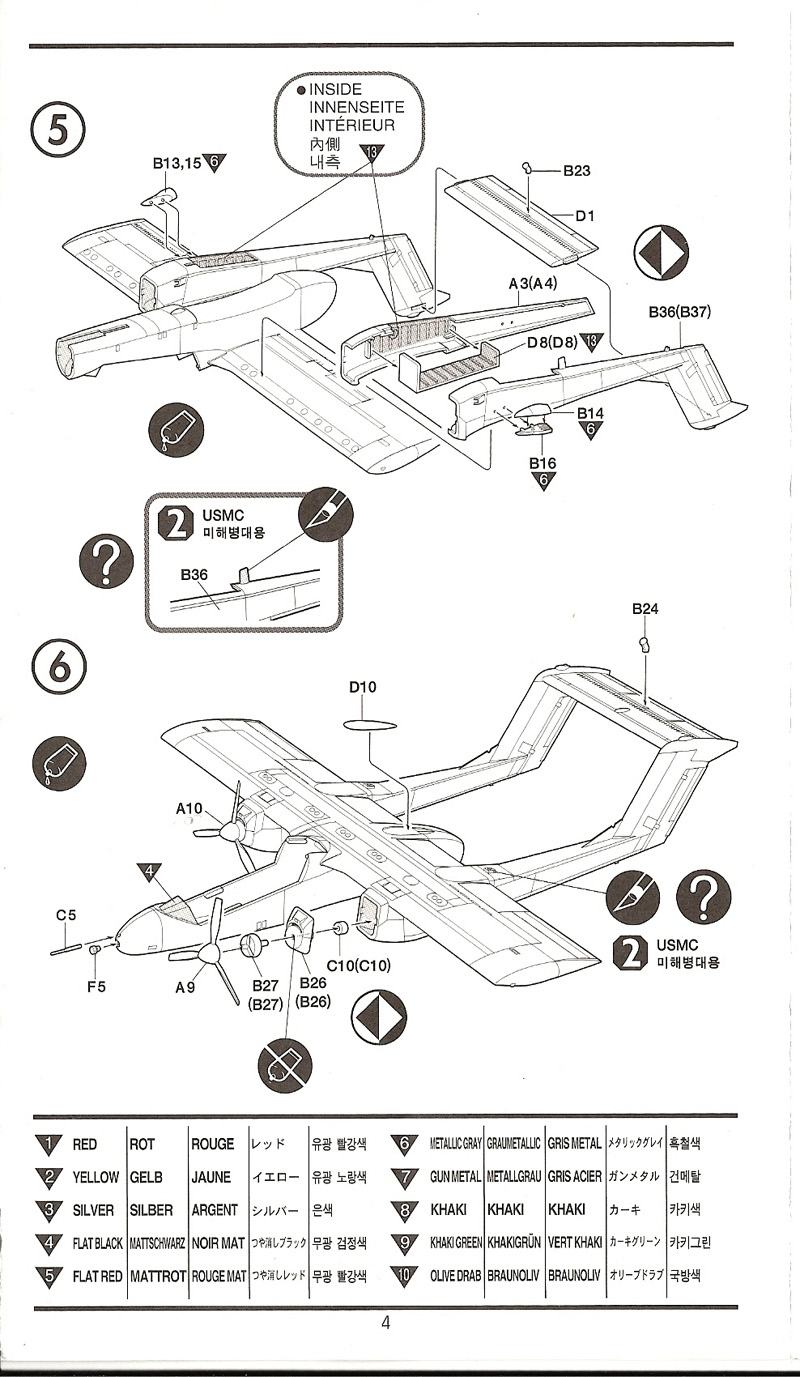 5
● INSIDE
INNENSEITE
INTÉRIEUR
內側
내측 13
B13,15 6
B23
D1
A3(A4)
B36(B37)
D8(D8) 13
B14
6
B16
6
2 USMC
미해병대용
?
B36
6
B24
D10
A10
4
C5
F5
A9
B27
(B27)
B26
(B26)
C10(C10)
?
2 USMC
미해병대용
1 RED ROT ROUGE レッド 유광 빨강색
2 YELLOW GELB JAUNE イエロー 유광 노랑색
3 SILVER SILBER ARGENT シルバー 은색
4 FLAT BLACK MATTSCHWARZ NOIR MAT つや消しブラック 무광 검정색
5 FLAT RED MATTROT ROUGE MAT つや消しレッド 무광 빨강색
6 METALLIC GRAY GRAUMETALLIC GRIS METAL メタリックグレイ 흑철색
7 GUN METAL METALLGRAU GRIS ACIER ガンメタル 건메탈
8 KHAKI KHAKI KHAKI カーキ 카키색
9 KHAKI GREEN KHAKIGRÜN VERT KHAKI カーキグリーン 카키그린
10 OLIVE DRAB BRAUNOLIV BRAUNOLIV オリーブドラブ 국방색
4